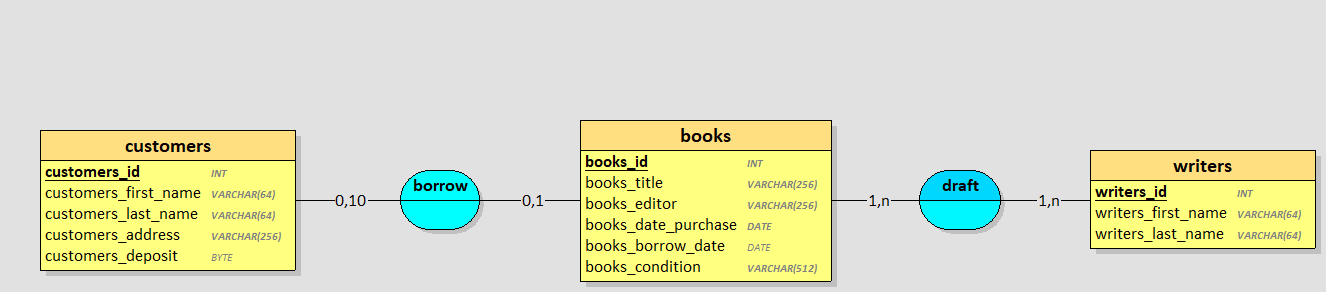 customers
customers_id INT
customers_first_name VARCHAR(64)
customers_last_name VARCHAR(64)
customers_address VARCHAR(256)
customers_deposit BYTE
0,10
borrow
0,1
books
books_id INT
books_title VARCHAR(256)
books_editor VARCHAR(256)
books_date_purchase DATE
books_borrow_date DATE
books_condition VARCHAR(512)
1,n
draft
1,n
writers
writers_id INT
writers_first_name VARCHAR(64)
writers_last_name VARCHAR(64)